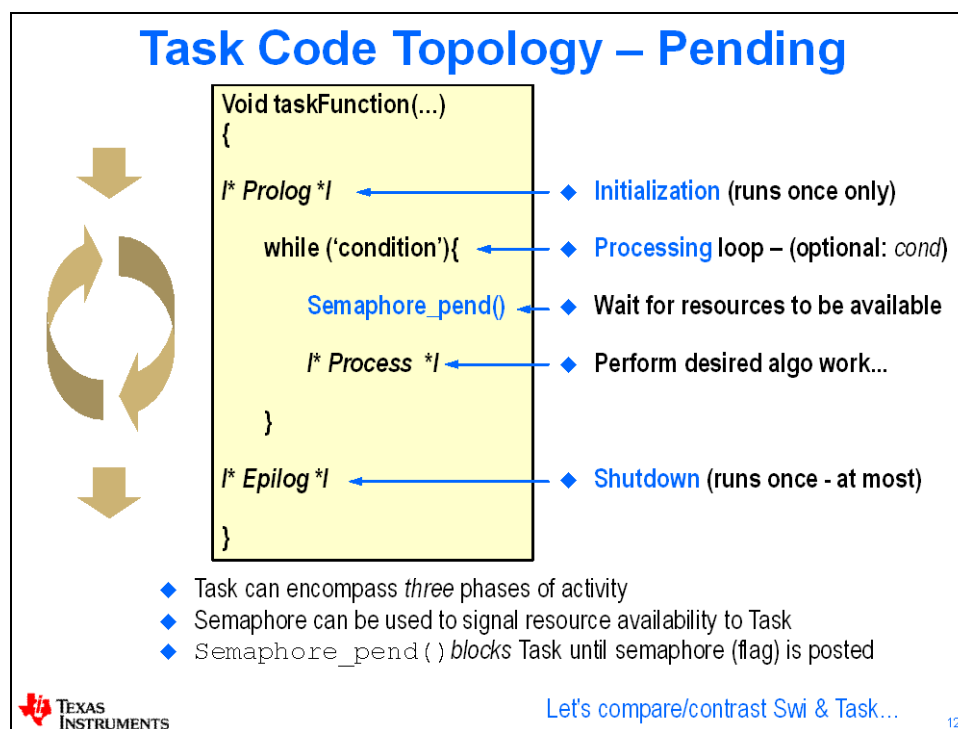 Task Code Topology – Pending
Void taskFunction(...)
{
/* Prolog */
Initialization (runs once only)
while (‘condition’){
Processing loop – (optional: cond)
Semaphore_pend()
Wait for resources to be available
/* Process */
Perform desired algo work...
}
/* Epilog */
Shutdown (runs once - at most)
}
Task can encompass three phases of activity
Semaphore can be used to signal resource availability to Task
Semaphore_pend() blocks Task until semaphore (flag) is posted
TEXAS
INSTRUMENTS
Let's compare/contrast Swi & Task...
12